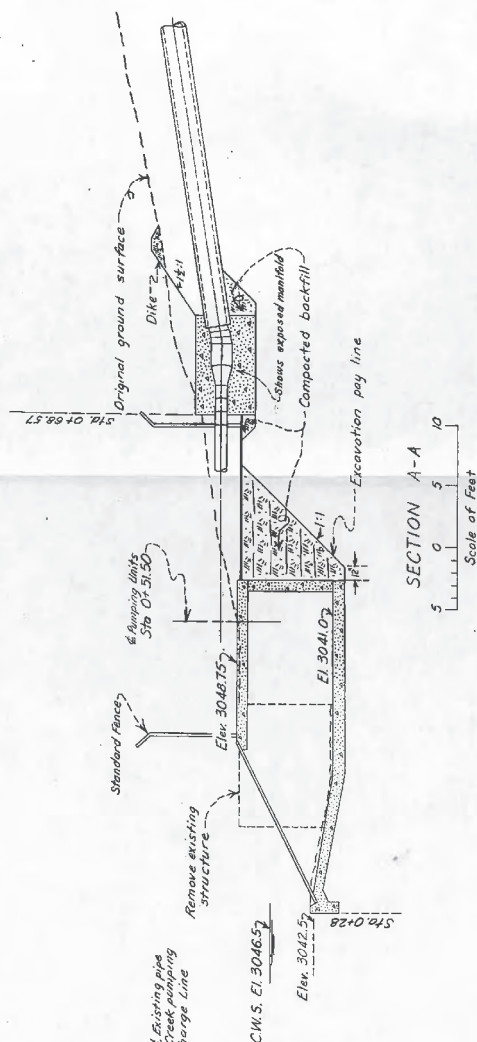 Original ground surface
Dike-2
1½:1
Sta. 0+68.57
Shows exposed manifold
Compacted backfill
Excavation pay line
1:1
12"
℄ Pumping Units
Sta 0+51.50
Standard Fence
Elev. 3048.75
El. 3041.0
Remove existing
structure
Existing pipe
Creek pumping
harge Line
C.W.S. El. 3046.5
Elev. 3042.5
Sta. 0+28
SECTION A-A
5 0 5 10
Scale of Feet